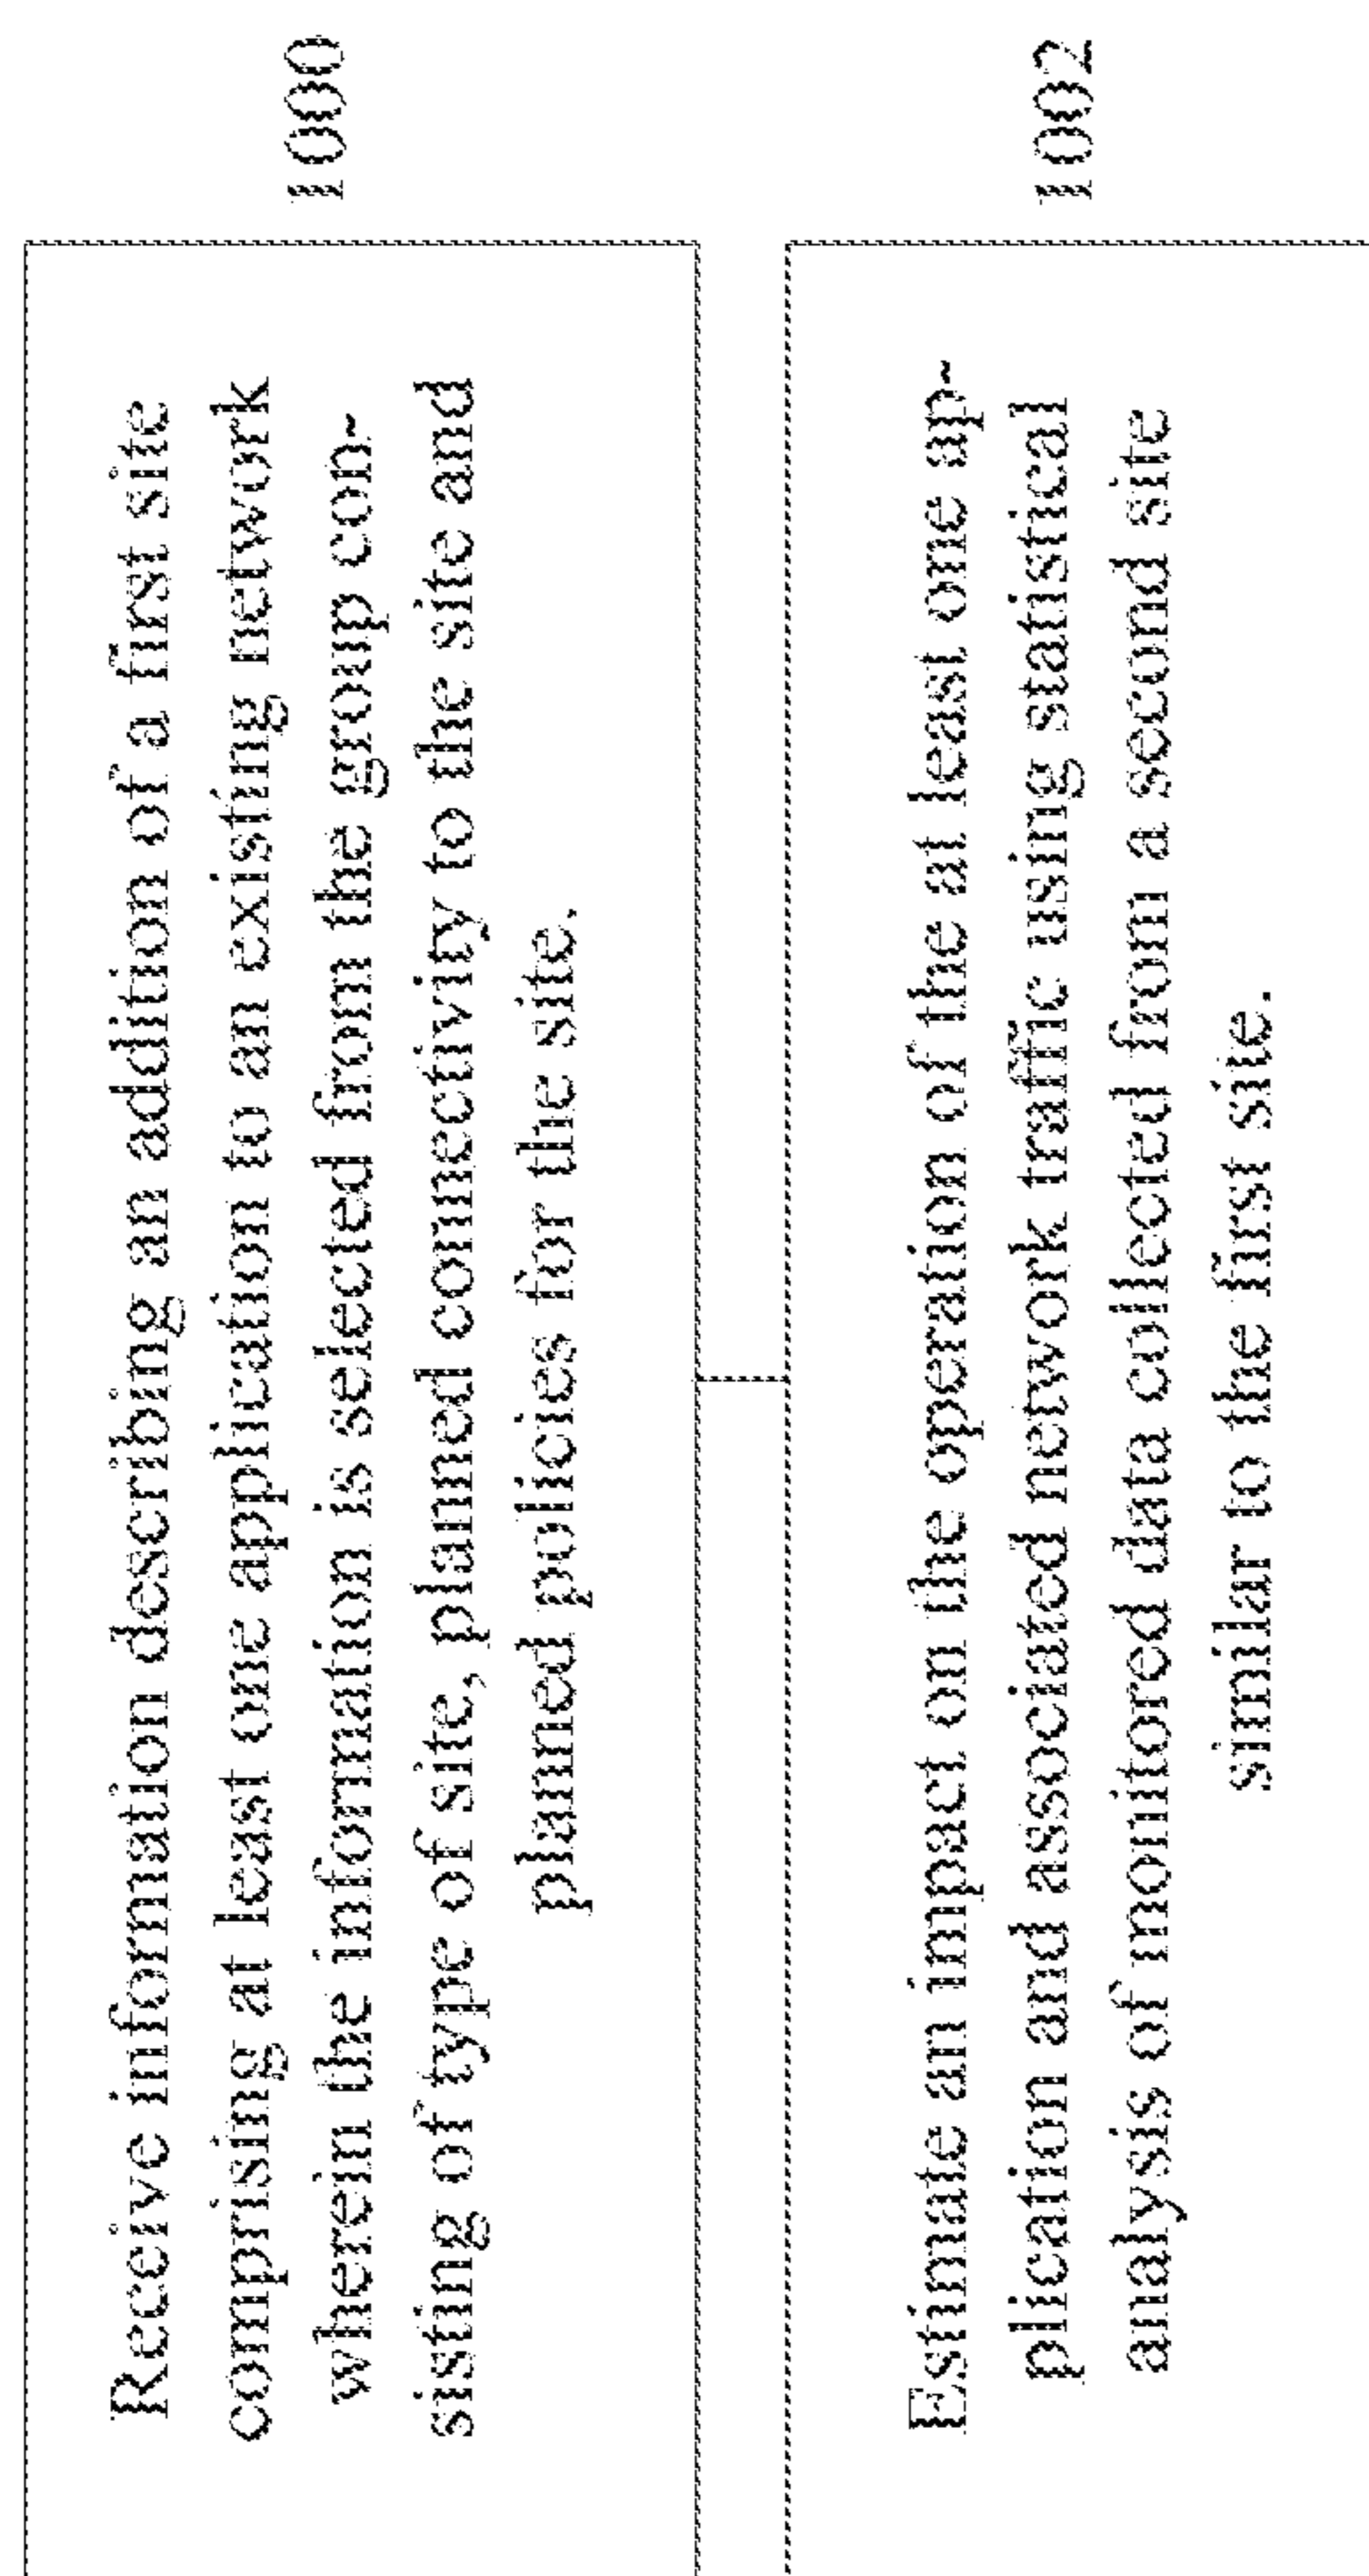 Receive information describing an addition of a first site
comprising at least one application to an existing network
wherein the information is selected from the group con-
sisting of type of site, planned connectivity to the site and
planned policies for the site.
1000
Estimate an impact on the operation of the at least one ap-
plication and associated network traffic using statistical
analysis of monitored data collected from a second site
similar to the first site.
1002